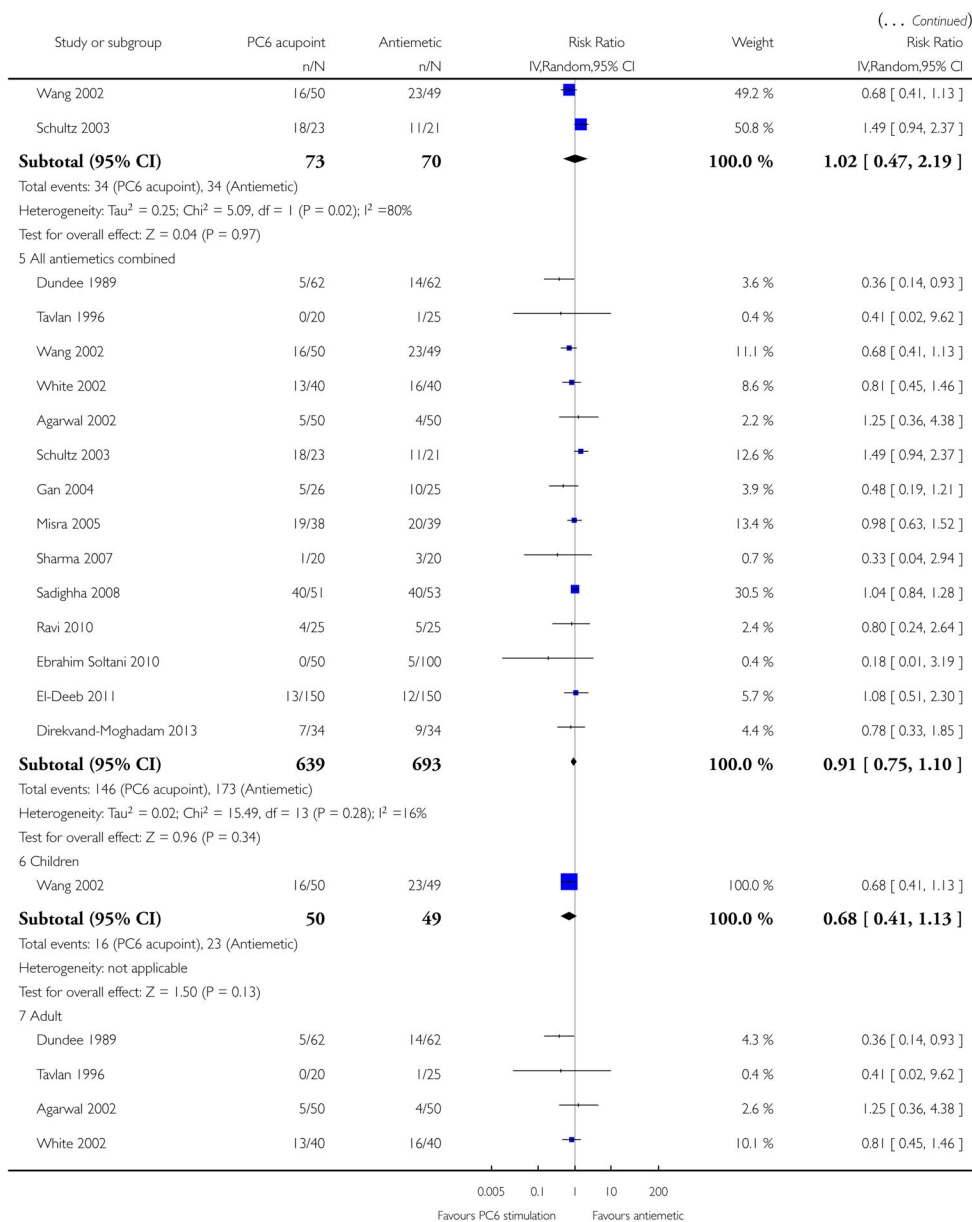 (... Continued)
Study or subgroup PC6 acupoint Antiemetic Risk Ratio Weight Risk Ratio
n/N n/N IV,Random,95% CI IV,Random,95% CI
Wang 2002 16/50 23/49 49.2 % 0.68 [ 0.41, 1.13 ]
Schultz 2003 18/23 11/21 50.8 % 1.49 [ 0.94, 2.37 ]
Subtotal (95% CI) 73 70 100.0 % 1.02 [ 0.47, 2.19 ]
Total events: 34 (PC6 acupoint), 34 (Antiemetic)
Heterogeneity: Tau² = 0.25; Chi² = 5.09, df = 1 (P = 0.02); I² =80%
Test for overall effect: Z = 0.04 (P = 0.97)
5 All antiemetics combined
Dundee 1989 5/62 14/62 3.6 % 0.36 [ 0.14, 0.93 ]
Tavlan 1996 0/20 1/25 0.4 % 0.41 [ 0.02, 9.62 ]
Wang 2002 16/50 23/49 11.1 % 0.68 [ 0.41, 1.13 ]
White 2002 13/40 16/40 8.6 % 0.81 [ 0.45, 1.46 ]
Agarwal 2002 5/50 4/50 2.2 % 1.25 [ 0.36, 4.38 ]
Schultz 2003 18/23 11/21 12.6 % 1.49 [ 0.94, 2.37 ]
Gan 2004 5/26 10/25 3.9 % 0.48 [ 0.19, 1.21 ]
Misra 2005 19/38 20/39 13.4 % 0.98 [ 0.63, 1.52 ]
Sharma 2007 1/20 3/20 0.7 % 0.33 [ 0.04, 2.94 ]
Sadighha 2008 40/51 40/53 30.5 % 1.04 [ 0.84, 1.28 ]
Ravi 2010 4/25 5/25 2.4 % 0.80 [ 0.24, 2.64 ]
Ebrahim Soltani 2010 0/50 5/100 0.4 % 0.18 [ 0.01, 3.19 ]
El-Deeb 2011 13/150 12/150 5.7 % 1.08 [ 0.51, 2.30 ]
Direkvand-Moghadam 2013 7/34 9/34 4.4 % 0.78 [ 0.33, 1.85 ]
Subtotal (95% CI) 639 693 100.0 % 0.91 [ 0.75, 1.10 ]
Total events: 146 (PC6 acupoint), 173 (Antiemetic)
Heterogeneity: Tau² = 0.02; Chi² = 15.49, df = 13 (P = 0.28); I² =16%
Test for overall effect: Z = 0.96 (P = 0.34)
6 Children
Wang 2002 16/50 23/49 100.0 % 0.68 [ 0.41, 1.13 ]
Subtotal (95% CI) 50 49 100.0 % 0.68 [ 0.41, 1.13 ]
Total events: 16 (PC6 acupoint), 23 (Antiemetic)
Heterogeneity: not applicable
Test for overall effect: Z = 1.50 (P = 0.13)
7 Adult
Dundee 1989 5/62 14/62 4.3 % 0.36 [ 0.14, 0.93 ]
Tavlan 1996 0/20 1/25 0.4 % 0.41 [ 0.02, 9.62 ]
Agarwal 2002 5/50 4/50 2.6 % 1.25 [ 0.36, 4.38 ]
White 2002 13/40 16/40 10.1 % 0.81 [ 0.45, 1.46 ]
0.005 0.1 1 10 200
Favours PC6 stimulation Favours antiemetic